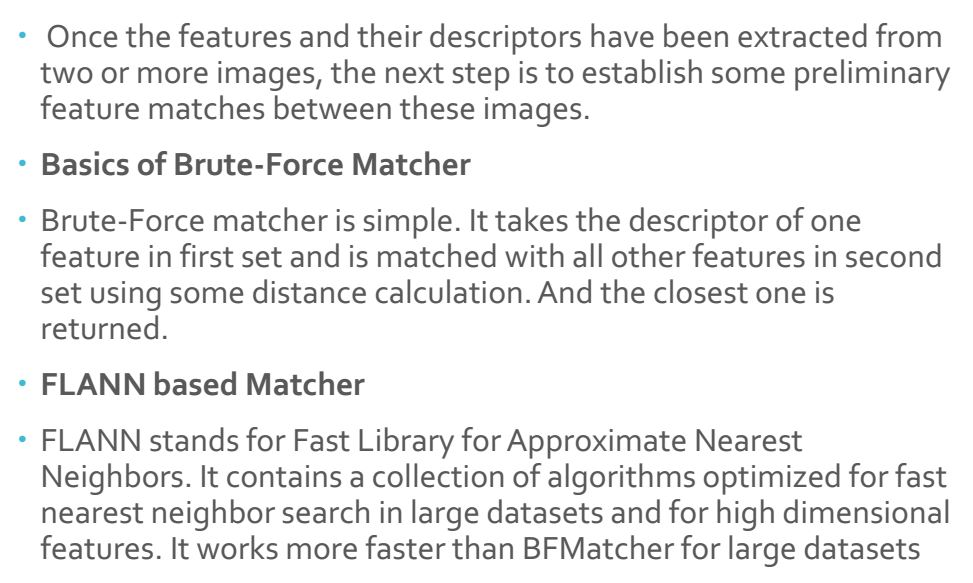 • Once the features and their descriptors have been extracted from
two or more images, the next step is to establish some preliminary
feature matches between these images.
• Basics of Brute-Force Matcher
• Brute-Force matcher is simple. It takes the descriptor of one
feature in first set and is matched with all other features in second
set using some distance calculation. And the closest one is
returned.
• FLANN based Matcher
• FLANN stands for Fast Library for Approximate Nearest
Neighbors. It contains a collection of algorithms optimized for fast
nearest neighbor search in large datasets and for high dimensional
features. It works more faster than BFMatcher for large datasets